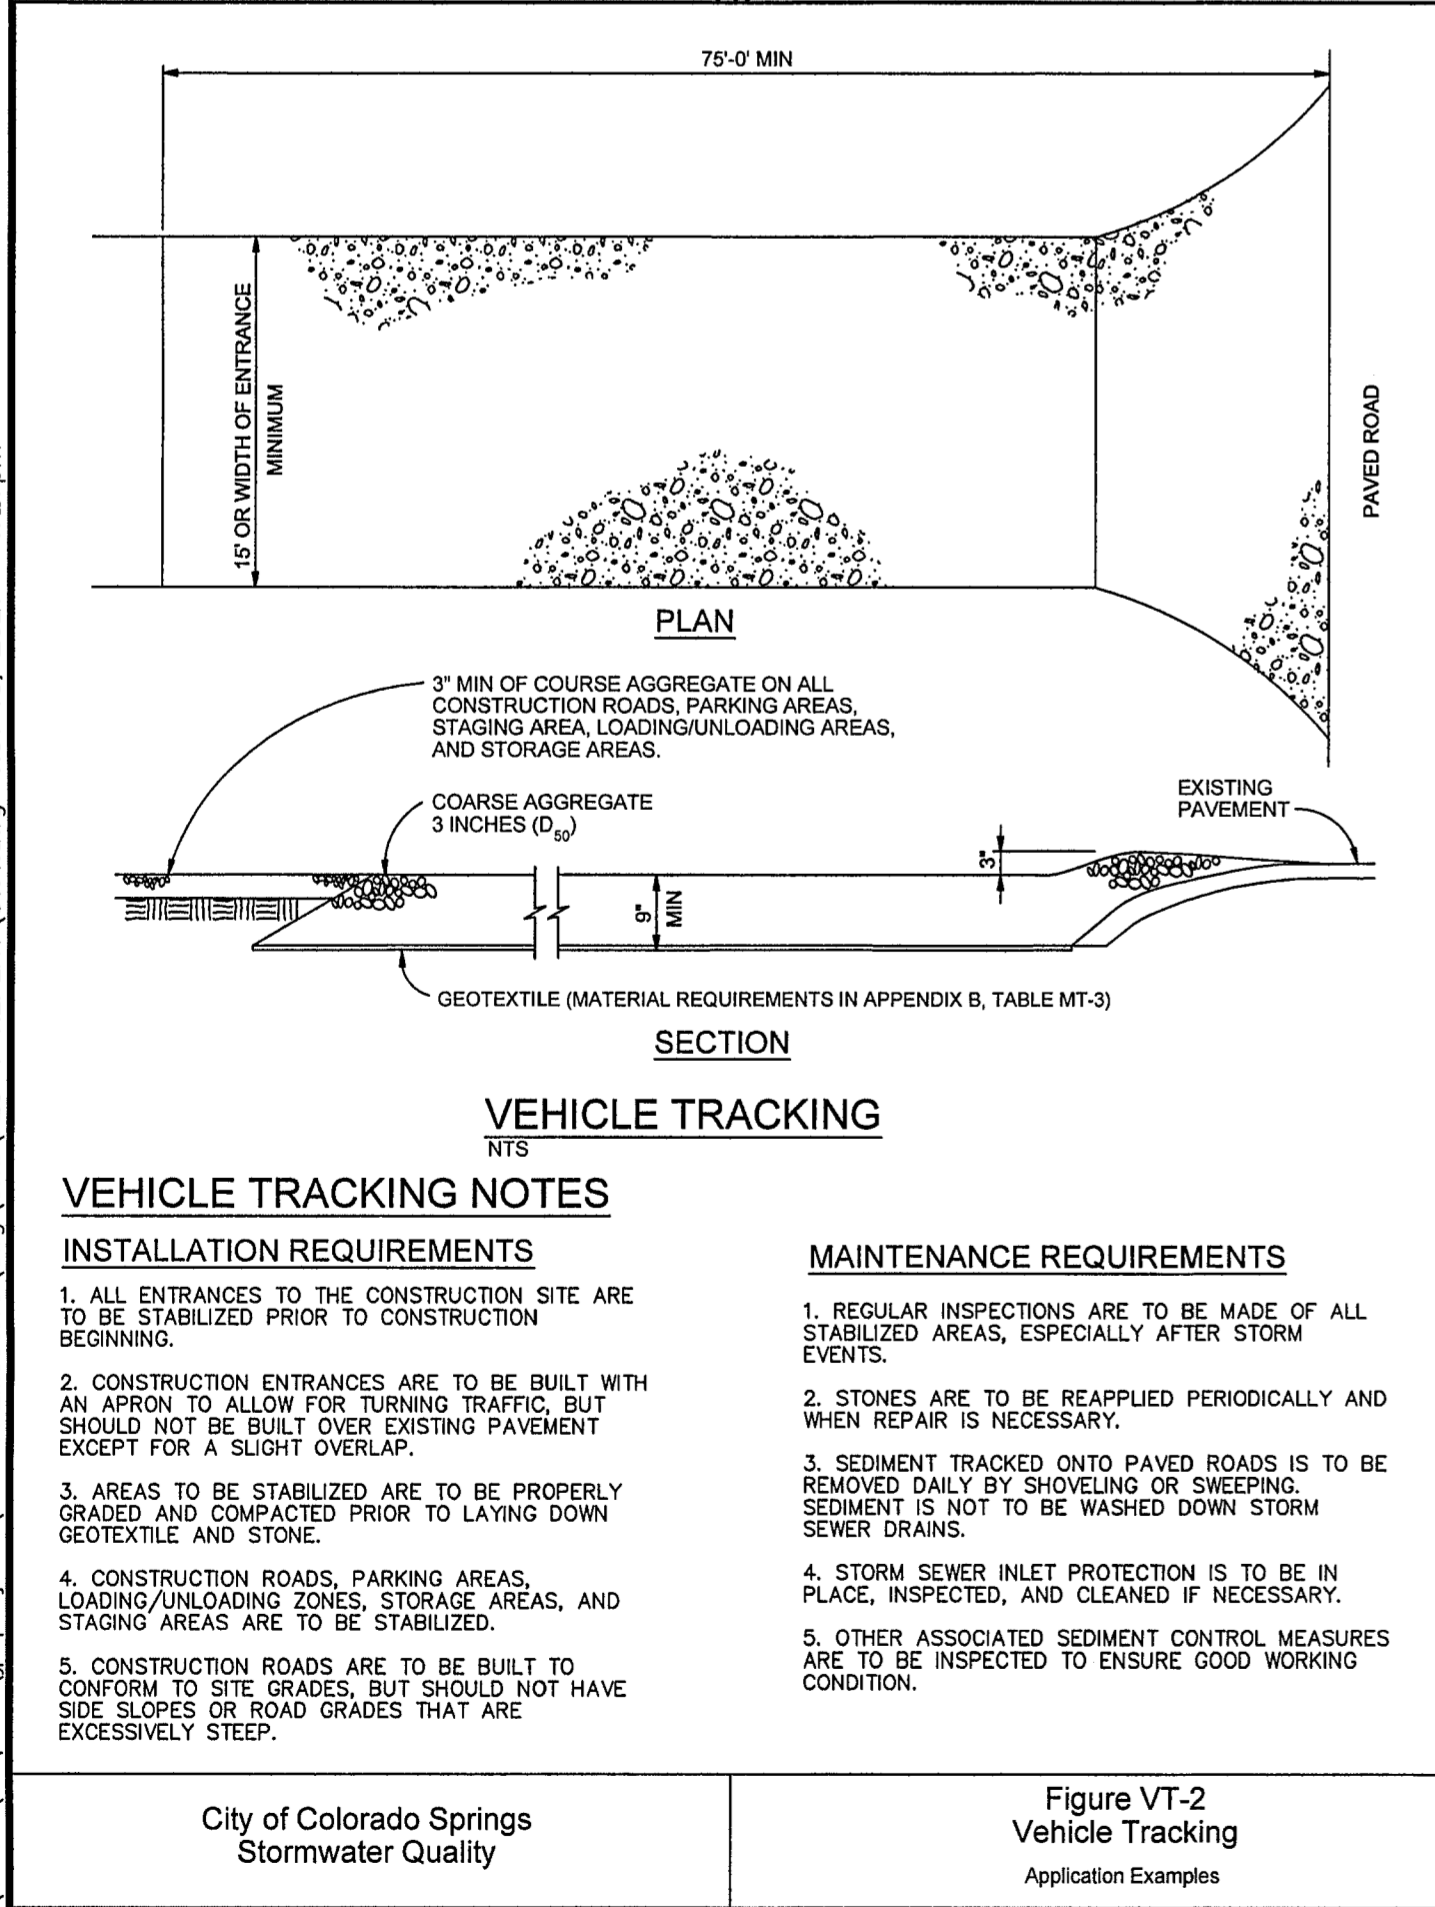 75'-0' MIN
15' OR WIDTH OF ENTRANCE
MINIMUM
PAVED ROAD
PLAN
3" MIN OF COURSE AGGREGATE ON ALL
CONSTRUCTION ROADS, PARKING AREAS,
STAGING AREA, LOADING/UNLOADING AREAS,
AND STORAGE AREAS.
COARSE AGGREGATE
3 INCHES (D50)
EXISTING
PAVEMENT
3"
9"
MIN
GEOTEXTILE (MATERIAL REQUIREMENTS IN APPENDIX B, TABLE MT-3)
SECTION
VEHICLE TRACKING
NTS
VEHICLE TRACKING NOTES
INSTALLATION REQUIREMENTS
1. ALL ENTRANCES TO THE CONSTRUCTION SITE ARE
TO BE STABILIZED PRIOR TO CONSTRUCTION
BEGINNING.
2. CONSTRUCTION ENTRANCES ARE TO BE BUILT WITH
AN APRON TO ALLOW FOR TURNING TRAFFIC, BUT
SHOULD NOT BE BUILT OVER EXISTING PAVEMENT
EXCEPT FOR A SLIGHT OVERLAP.
3. AREAS TO BE STABILIZED ARE TO BE PROPERLY
GRADED AND COMPACTED PRIOR TO LAYING DOWN
GEOTEXTILE AND STONE.
4. CONSTRUCTION ROADS, PARKING AREAS,
LOADING/UNLOADING ZONES, STORAGE AREAS, AND
STAGING AREAS ARE TO BE STABILIZED.
5. CONSTRUCTION ROADS ARE TO BE BUILT TO
CONFORM TO SITE GRADES, BUT SHOULD NOT HAVE
SIDE SLOPES OR ROAD GRADES THAT ARE
EXCESSIVELY STEEP.
MAINTENANCE REQUIREMENTS
1. REGULAR INSPECTIONS ARE TO BE MADE OF ALL
STABILIZED AREAS, ESPECIALLY AFTER STORM
EVENTS.
2. STONES ARE TO BE REAPPLIED PERIODICALLY AND
WHEN REPAIR IS NECESSARY.
3. SEDIMENT TRACKED ONTO PAVED ROADS IS TO BE
REMOVED DAILY BY SHOVELING OR SWEEPING.
SEDIMENT IS NOT TO BE WASHED DOWN STORM
SEWER DRAINS.
4. STORM SEWER INLET PROTECTION IS TO BE IN
PLACE, INSPECTED, AND CLEANED IF NECESSARY.
5. OTHER ASSOCIATED SEDIMENT CONTROL MEASURES
ARE TO BE INSPECTED TO ENSURE GOOD WORKING
CONDITION.
City of Colorado Springs
Stormwater Quality
Figure VT-2
Vehicle Tracking
Application Examples